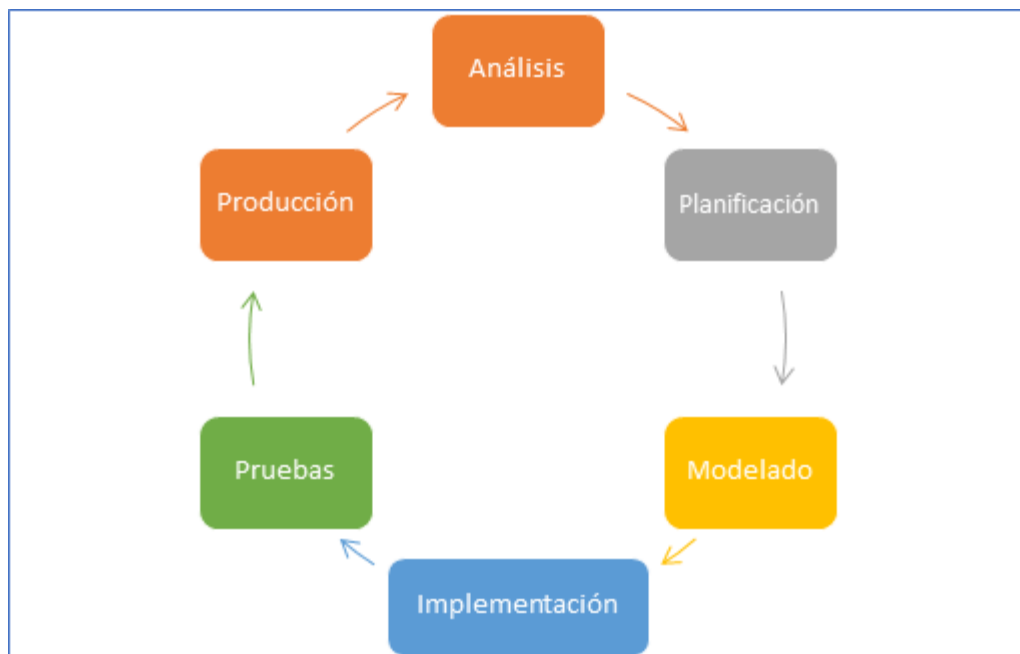 Análisis
Planificación
Modelado
Implementación
Pruebas
Producción